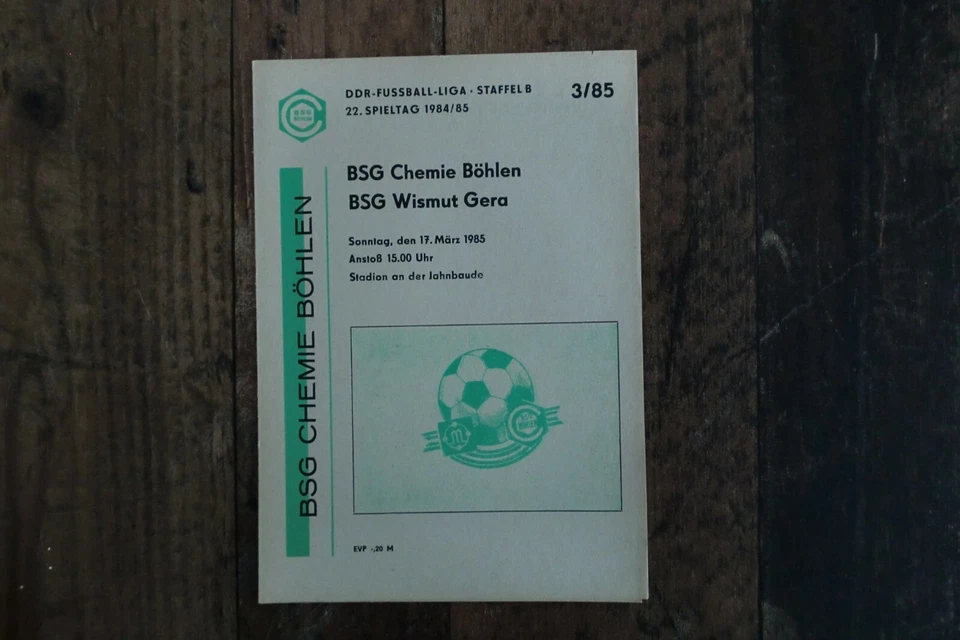 DDR-FUSSBALL-LIGA · STAFFEL B
22. SPIELTAG 1984/85
3/85
BSG Chemie Böhlen
BSG Wismut Gera
Sonntag, den 17. März 1985
Anstoß 15.00 Uhr
Stadion an der Jahnbaude
BSG CHEMIE BÖHLEN
EVP -,20 M